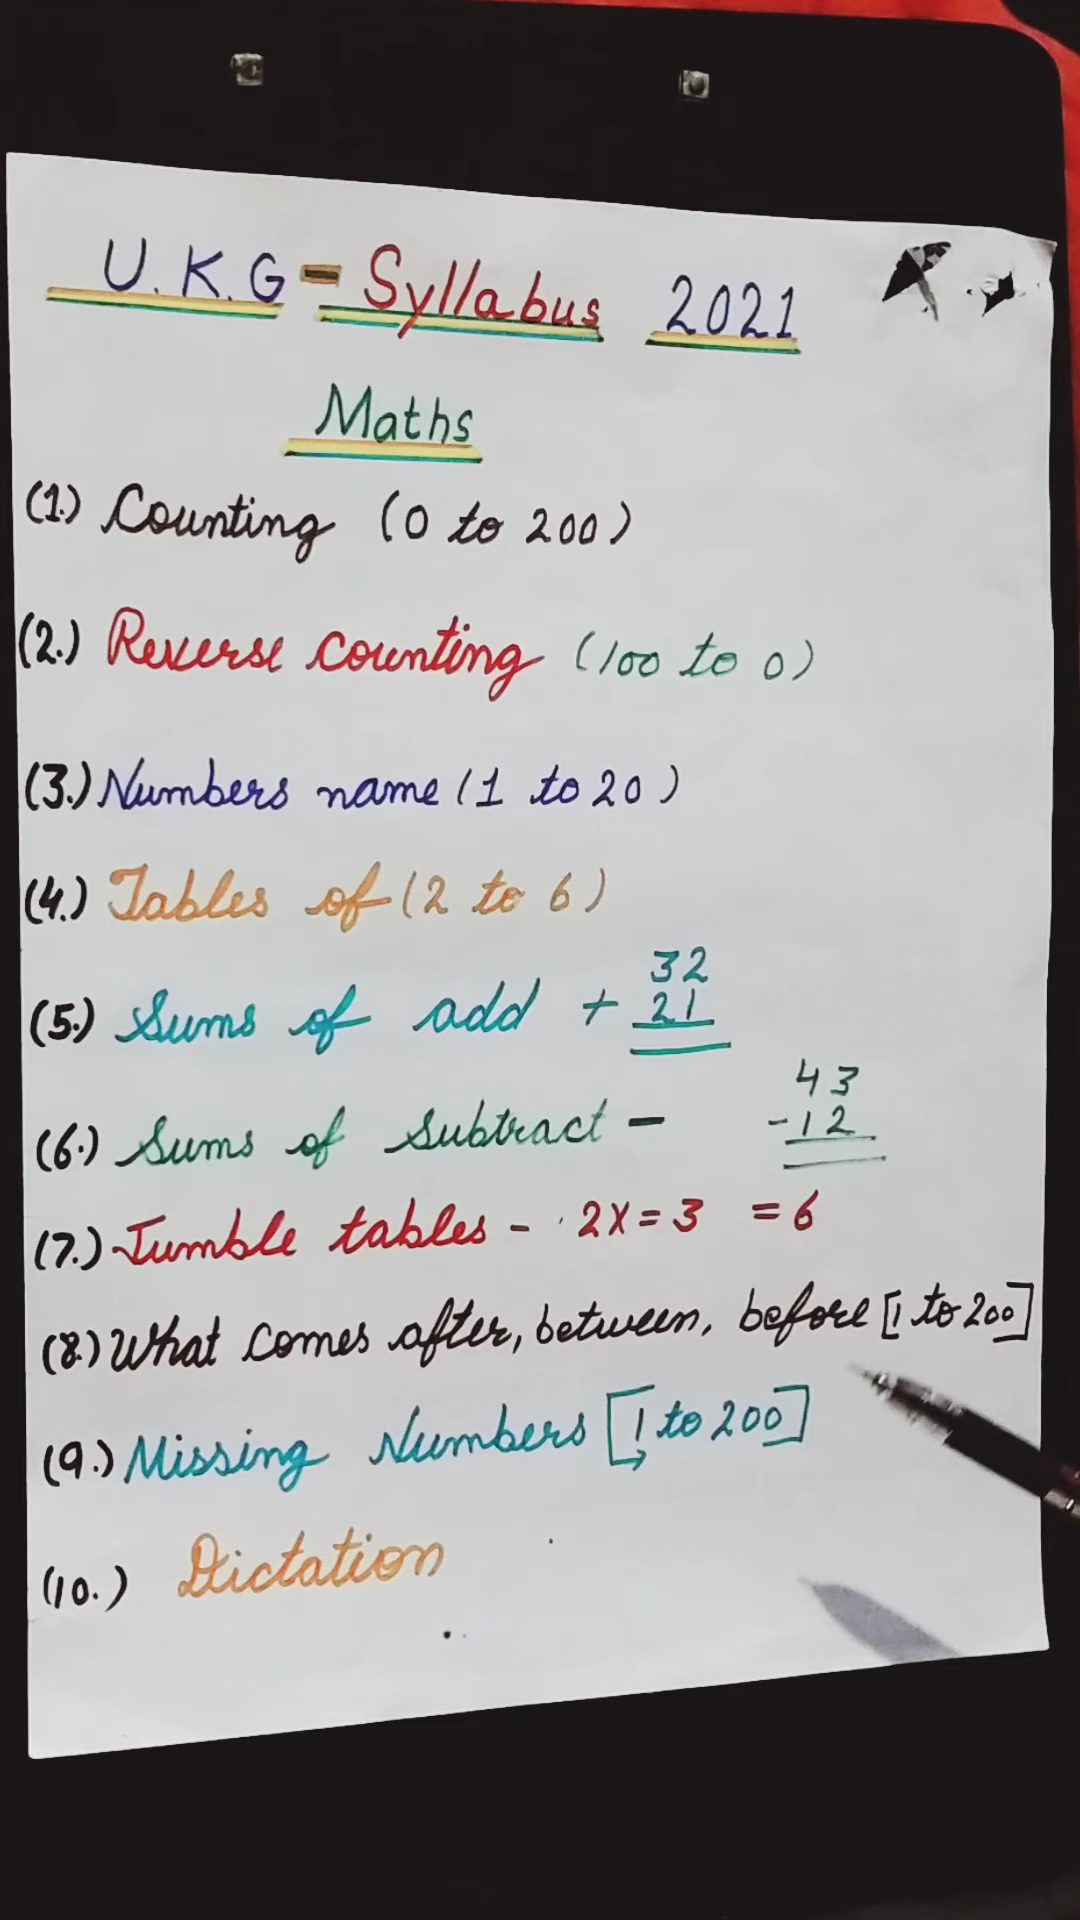 U.K.G - Syllabus 2021
Maths
(1.) Counting (0 to 200)
(2.) Reverse counting (100 to 0)
(3.) Numbers name (1 to 20)
(4.) Tables of (2 to 6)
32
(5.) Sums of add + 21
43
(6.) Sums of subtract - -12
(7.) Jumble tables - 2x=3 =6
(8.) What comes after, between, before [1 to 200]
(9.) Missing Numbers [1 to 200]
(10.) Dictation